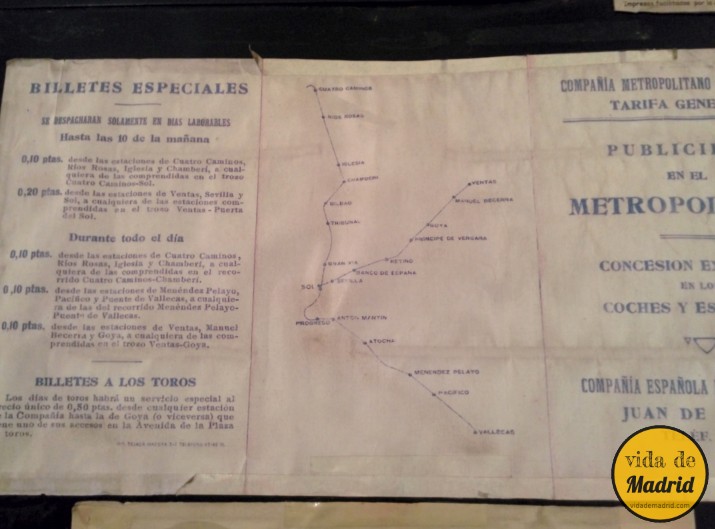 Impresos facilitados por la
BILLETES ESPECIALES
SE DESPACHARAN SOLAMENTE EN DIAS LABORABLES
Hasta las 10 de la mañana
0,10 ptas. desde las estaciones de Cuatro Caminos,
Ríos Rosas, Iglesia y Chamberí, a cual-
quiera de las comprendidas en el trozo
Cuatro Caminos-Sol.
0,20 ptas. desde las estaciones de Ventas, Sevilla y
Sol, a cualquiera de las estaciones com-
prendidas en el trozo Ventas-Puerta
del Sol.
Durante todo el día
0,10 ptas. desde las estaciones de Cuatro Caminos,
Ríos Rosas, Iglesia y Chamberí, a cual-
quiera de las comprendidas en el reco-
rrido Cuatro Caminos-Chamberí.
0,10 ptas. desde las estaciones de Menéndez Pelayo,
Pacífico y Puente de Vallecas, a cualquie-
ra de las del recorrido Menéndez Pelayo-
Puente de Vallecas.
0,10 ptas. desde las estaciones de Ventas, Manuel
Becerra y Goya, a cualquiera de las com-
prendidas en el trozo Ventas-Goya.
BILLETES A LOS TOROS
Los días de toros habrá un servicio especial al
precio único de 0,80 ptas. desde cualquier estación
de la Compañía hasta la de Goya (o viceversa) que
tiene uno de sus accesos en la Avenida de la Plaza
toros.
CUATRO CAMINOS
RIOS ROSAS
IGLESIA
CHAMBERI
BILBAO
TRIBUNAL
GRAN VIA
SOL
SEVILLA
BANCO DE ESPAÑA
RETIRO
PRINCIPE DE VERGARA
GOYA
MANUEL BECERRA
VENTAS
PROGRESO
ANTON MARTIN
ATOCHA
MENENDEZ PELAYO
PACIFICO
VALLECAS
COMPAÑÍA METROPOLITANO
TARIFA GENE
PUBLICI
EN EL
METROPOLI
CONCESION EX
EN LO
COCHES Y ES
COMPAÑÍA ESPAÑOLA
JUAN DE
TELÉF.
vida de
Madrid
vidademadrid.com